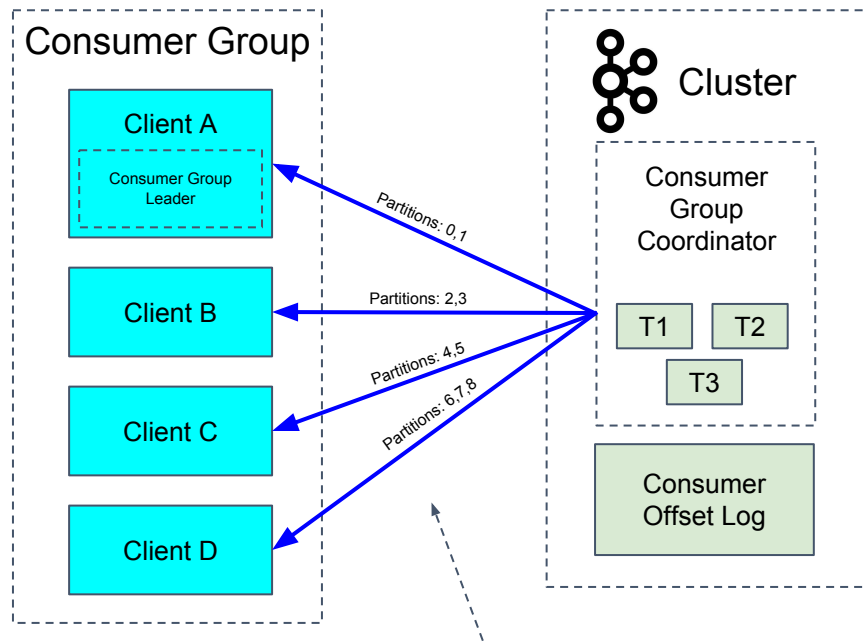 Consumer Group
Client A
Consumer Group
Leader
Client B
Client C
Client D
Partitions: 0,1
Partitions: 2,3
Partitions: 4,5
Partitions: 6,7,8
Cluster
Consumer
Group
Coordinator
T1
T2
T3
Consumer
Offset Log